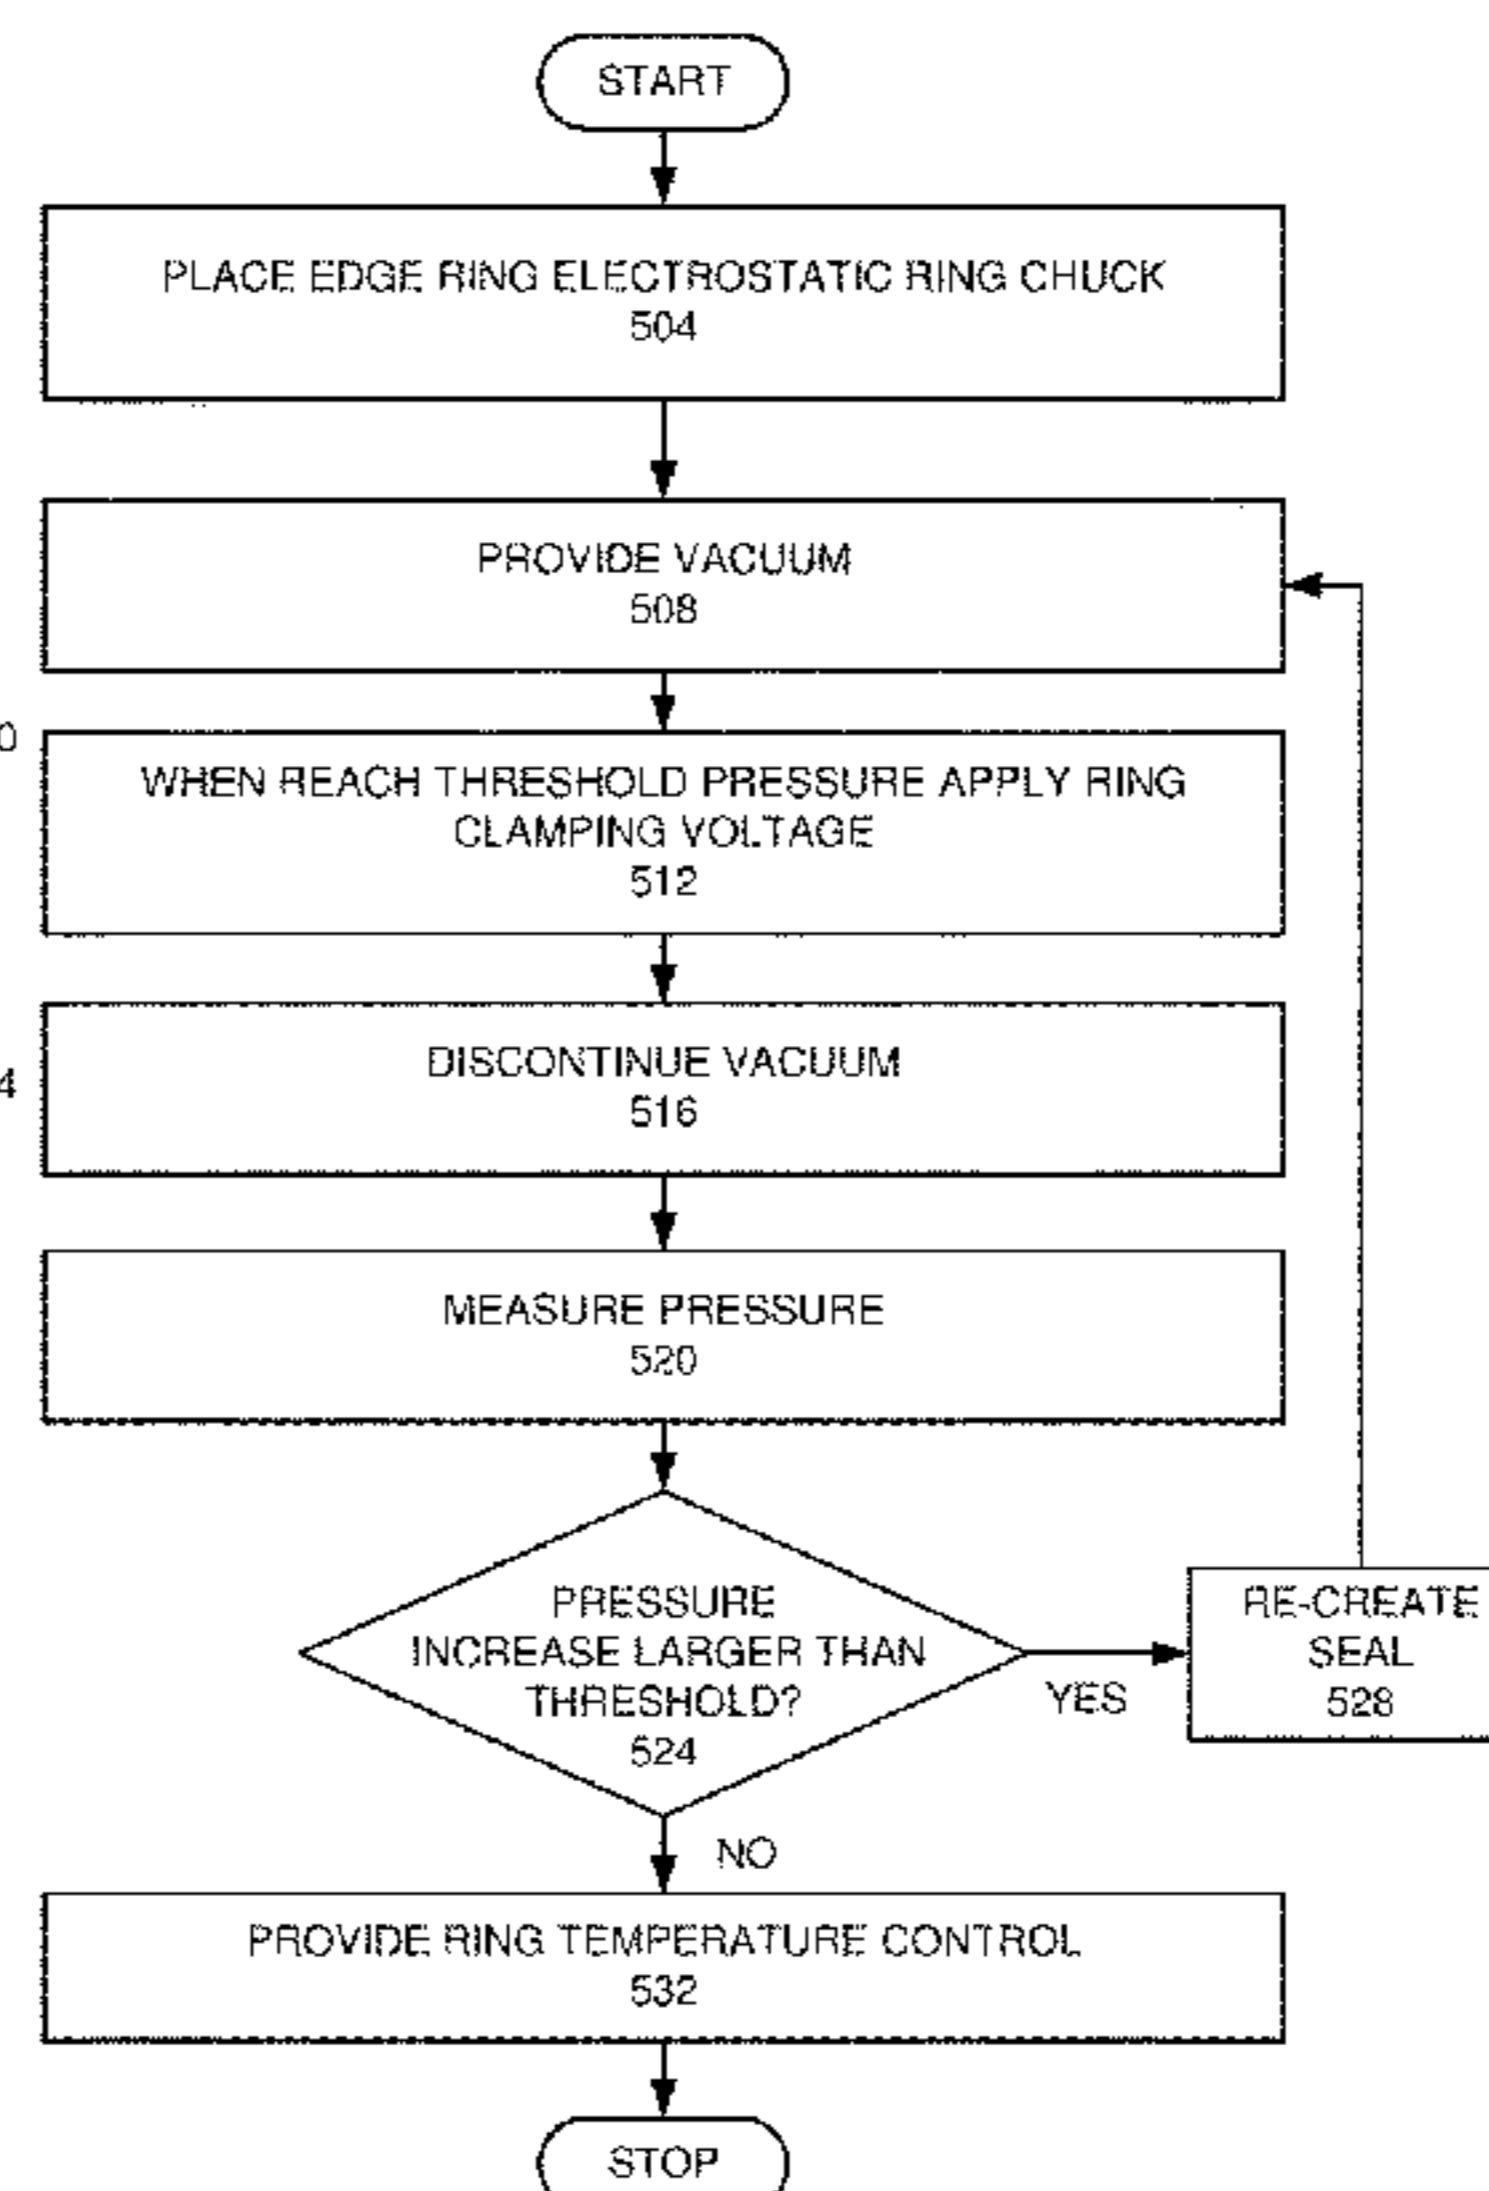 START
PLACE EDGE RING ELECTROSTATIC RING CHUCK
504
PROVIDE VACUUM
508
0
WHEN REACH THRESHOLD PRESSURE APPLY RING
CLAMPING VOLTAGE
512
DISCONTINUE VACUUM
4
516
MEASURE PRESSURE
520
PRESSURE
INCREASE LARGER THAN
THRESHOLD?
524
YES
RE-CREATE
SEAL
528
NO
PROVIDE RING TEMPERATURE CONTROL
532
STOP